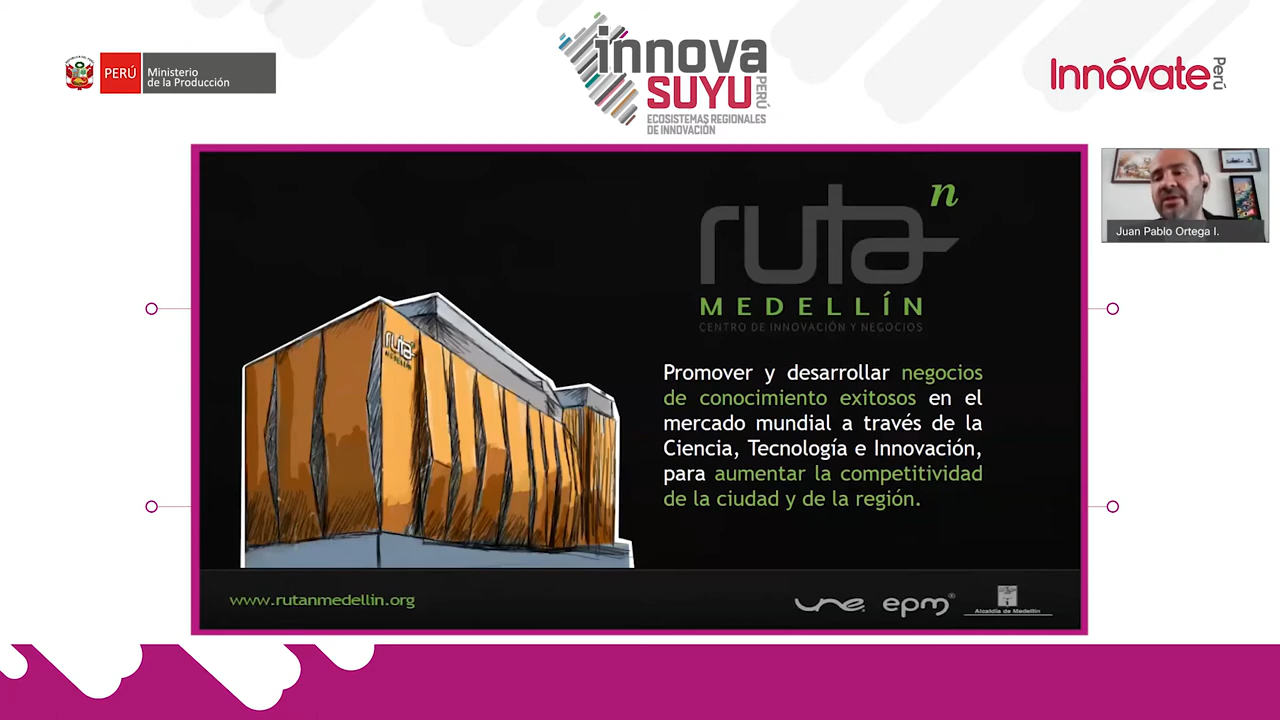 PERÚ
Ministerio
de la Producción
innova
SUYU
PERÚ
ECOSISTEMAS REGIONALES
DE INNOVACIÓN
Innóvate
Perú
ruta n
MEDELLÍN
CENTRO DE INNOVACIÓN Y NEGOCIOS
Juan Pablo Ortega I.
ruta
MEDELLÍN
Promover y desarrollar negocios
de conocimiento exitosos en el
mercado mundial a través de la
Ciencia, Tecnología e Innovación,
para aumentar la competitividad
de la ciudad y de la región.
www.rutanmedellin.org
une
epm®
Alcaldía de Medellín